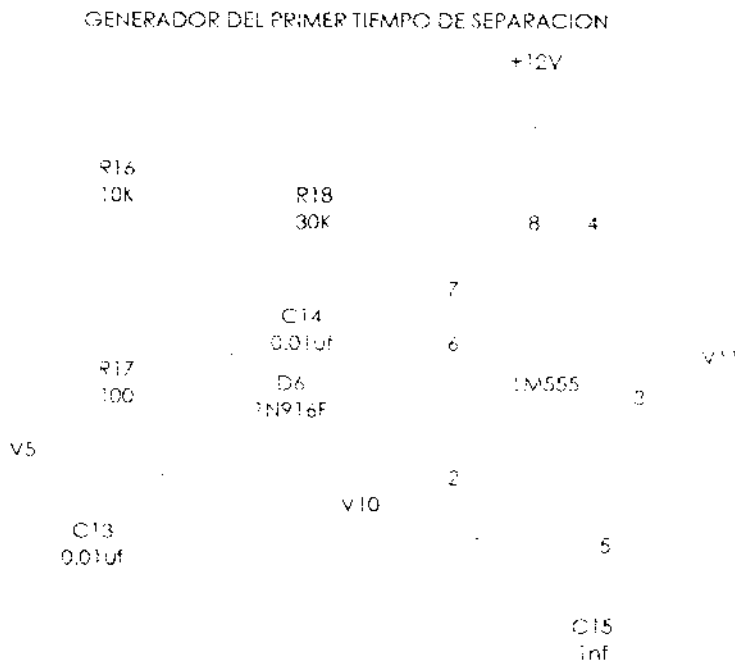 GENERADOR DEL PRIMER TIEMPO DE SEPARACION
+12V
R16
10K
R18
30K
8 4
7
C14
0.01uf
6
R17
100
D6
1N916F
LM555
3
V11
V5
2
V10
C13
0.01uf
5
C15
1nf